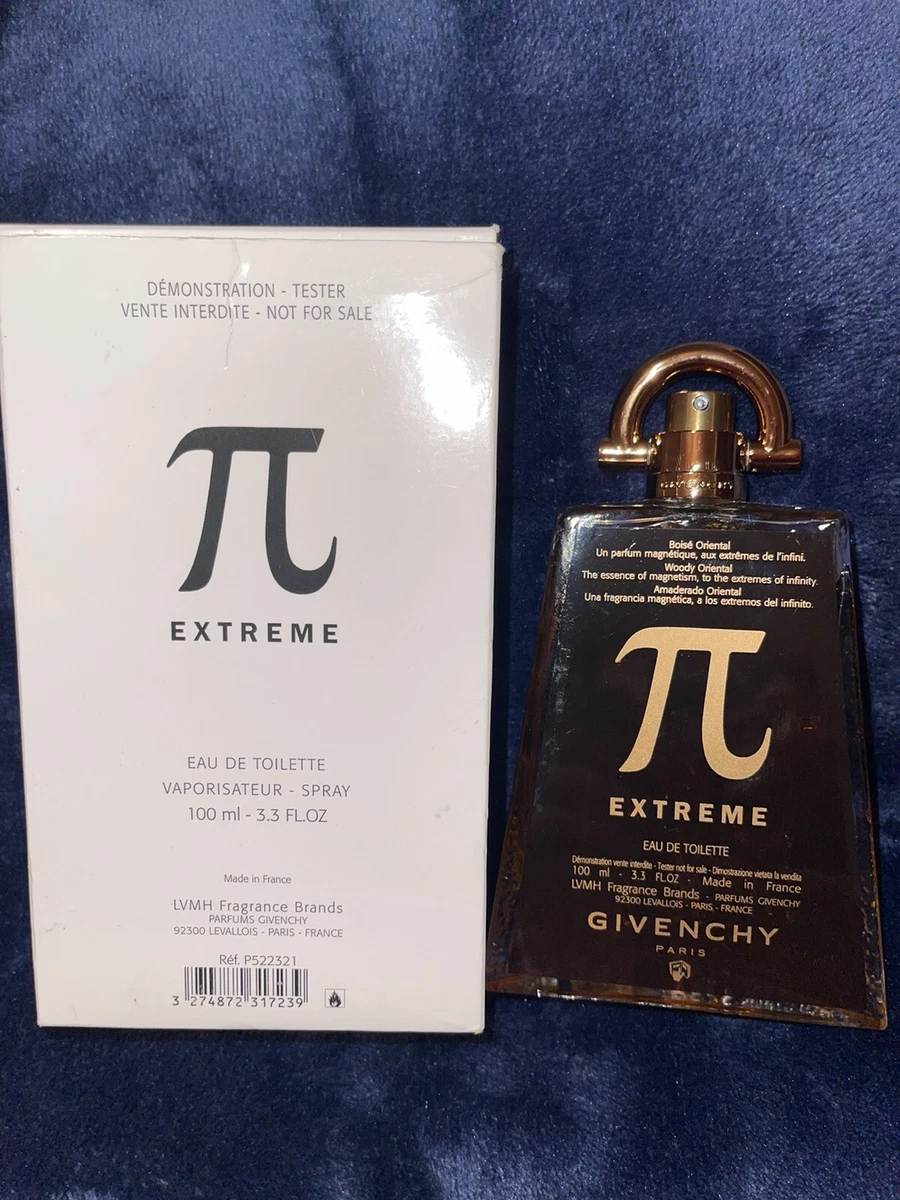 DÉMONSTRATION - TESTER
VENTE INTERDITE - NOT FOR SALE
π
EXTREME
EAU DE TOILETTE
VAPORISATEUR - SPRAY
100 ml - 3.3 FL.OZ
Made in France
LVMH Fragrance Brands
PARFUMS GIVENCHY
92300 LEVALLOIS - PARIS - FRANCE
Réf. P522321
3 274872 317239
Boisé Oriental
Un parfum magnétique, aux extrêmes de l'infini.
Woody Oriental
The essence of magnetism, to the extremes of infinity.
Amaderado Oriental
Una fragrancia magnética, a los extremos del infinito.
π
EXTREME
EAU DE TOILETTE
Démonstration vente interdite - Tester not for sale - Dimostrazione vietata la vendita
100 ml - 3.3 FL.OZ - Made in France
LVMH Fragrance Brands - PARFUMS GIVENCHY
92300 LEVALLOIS - PARIS - FRANCE
GIVENCHY
PARIS